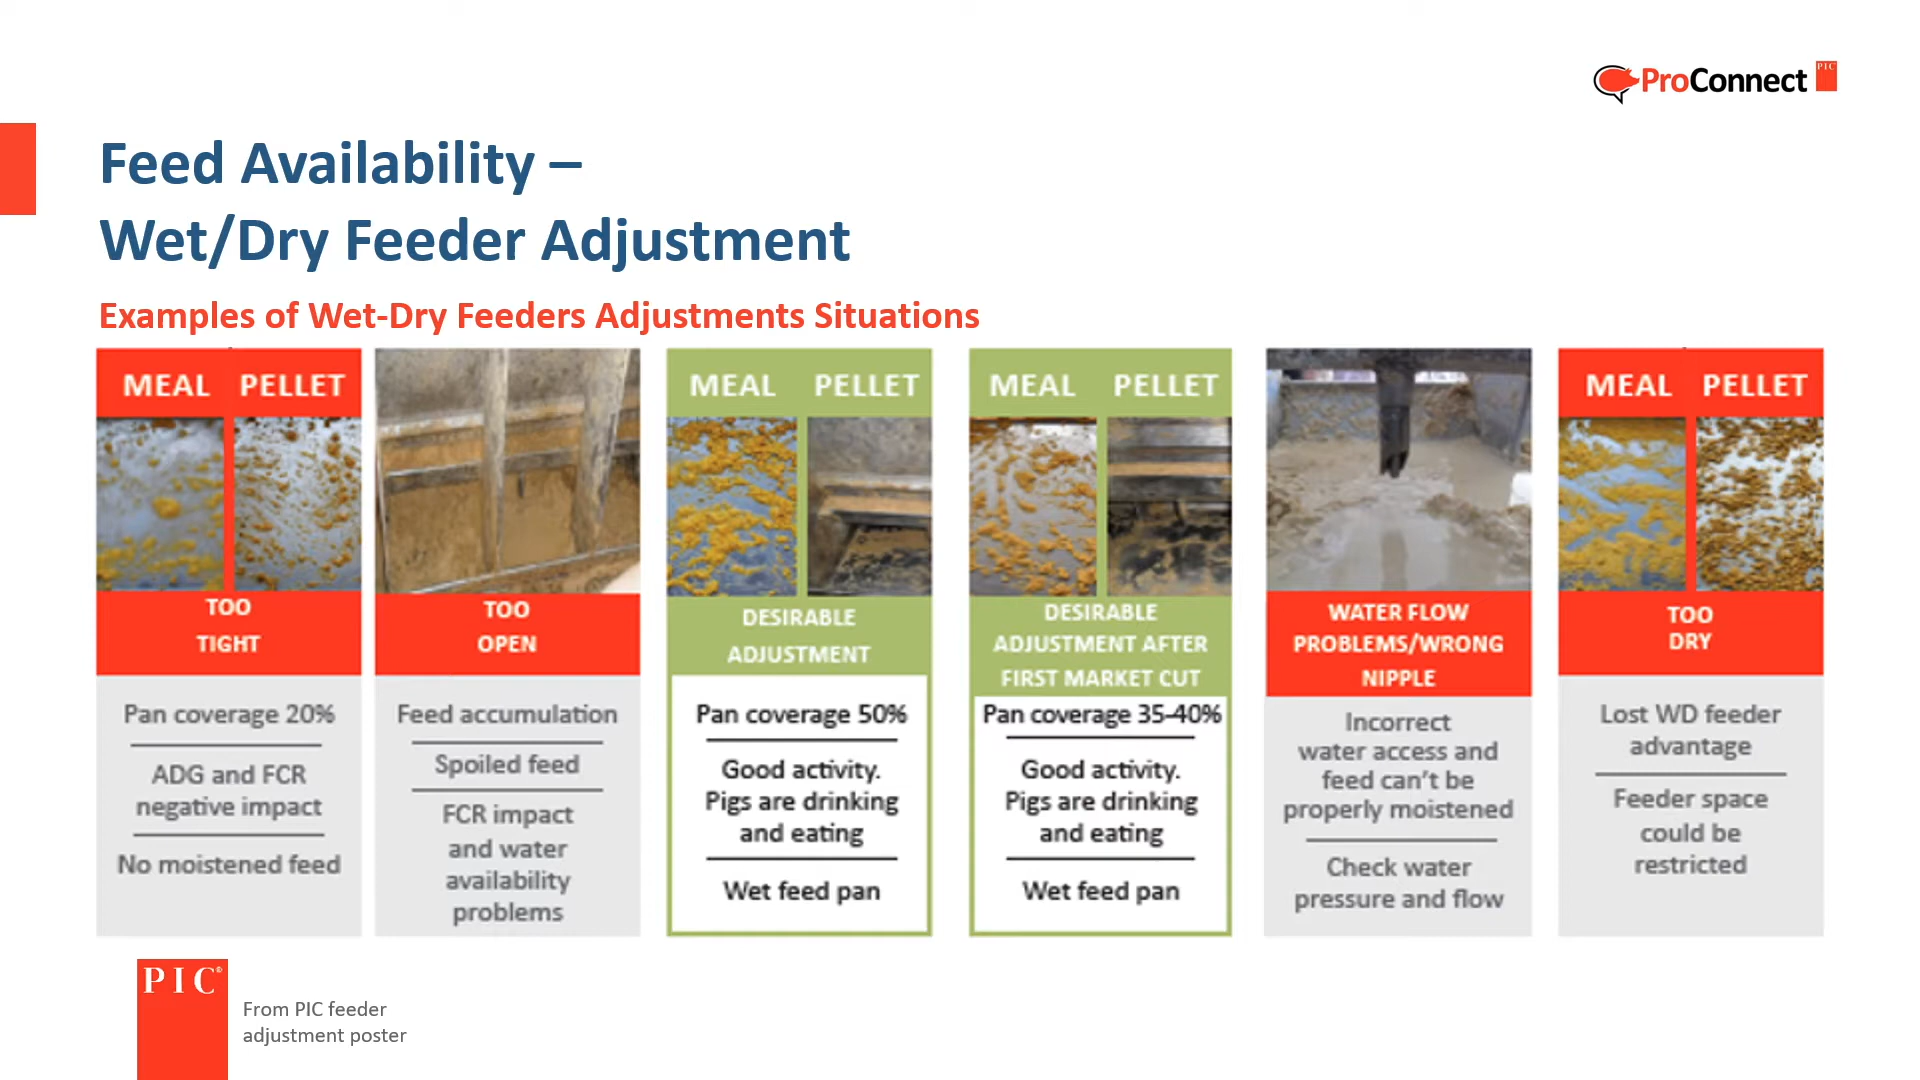 ProConnect PIC
Feed Availability –
Wet/Dry Feeder Adjustment
Examples of Wet-Dry Feeders Adjustments Situations
MEAL PELLET
TOO
TIGHT
Pan coverage 20%
ADG and FCR
negative impact
No moistened feed
TOO
OPEN
Feed accumulation
Spoiled feed
FCR impact
and water
availability
problems
MEAL PELLET
DESIRABLE
ADJUSTMENT
Pan coverage 50%
Good activity.
Pigs are drinking
and eating
Wet feed pan
MEAL PELLET
DESIRABLE
ADJUSTMENT AFTER
FIRST MARKET CUT
Pan coverage 35-40%
Good activity.
Pigs are drinking
and eating
Wet feed pan
WATER FLOW
PROBLEMS/WRONG
NIPPLE
Incorrect
water access and
feed can't be
properly moistened
Check water
pressure and flow
MEAL PELLET
TOO
DRY
Lost WD feeder
advantage
Feeder space
could be
restricted
PIC®
From PIC feeder
adjustment poster